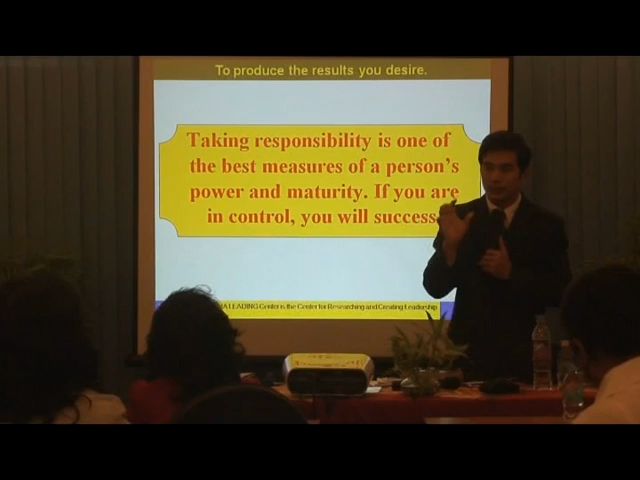 To produce the results you desire.
Taking responsibility is one of
the best measures of a person's
power and maturity. If you are
in control, you will success
LEADING Center is the Center for Researching and Creating Leadership